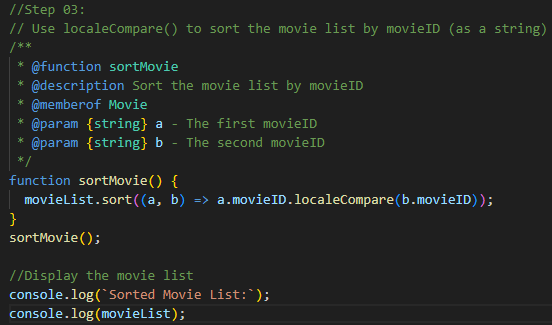 //Step 03:
// Use localeCompare() to sort the movie list by movieID (as a string)
/**
 * @function sortMovie
 * @description Sort the movie list by movieID
 * @memberof Movie
 * @param {string} a - The first movieID
 * @param {string} b - The second movieID
 */
function sortMovie() {
  movieList.sort((a, b) => a.movieID.localeCompare(b.movieID));
}
sortMovie();

//Display the movie list
console.log(`Sorted Movie List:`);
console.log(movieList);